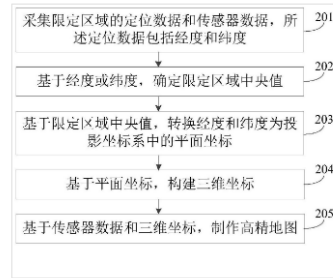 采集限定区域的定位数据和传感器数据，所
述定位数据包括经度和纬度
201
基于经度或纬度，确定限定区域中央值
202
基于限定区域中央值，转换经度和纬度为投
影坐标系中的平面坐标
203
基于平面坐标，构建三维坐标
204
基于传感器数据和三维坐标，制作高精地图
205